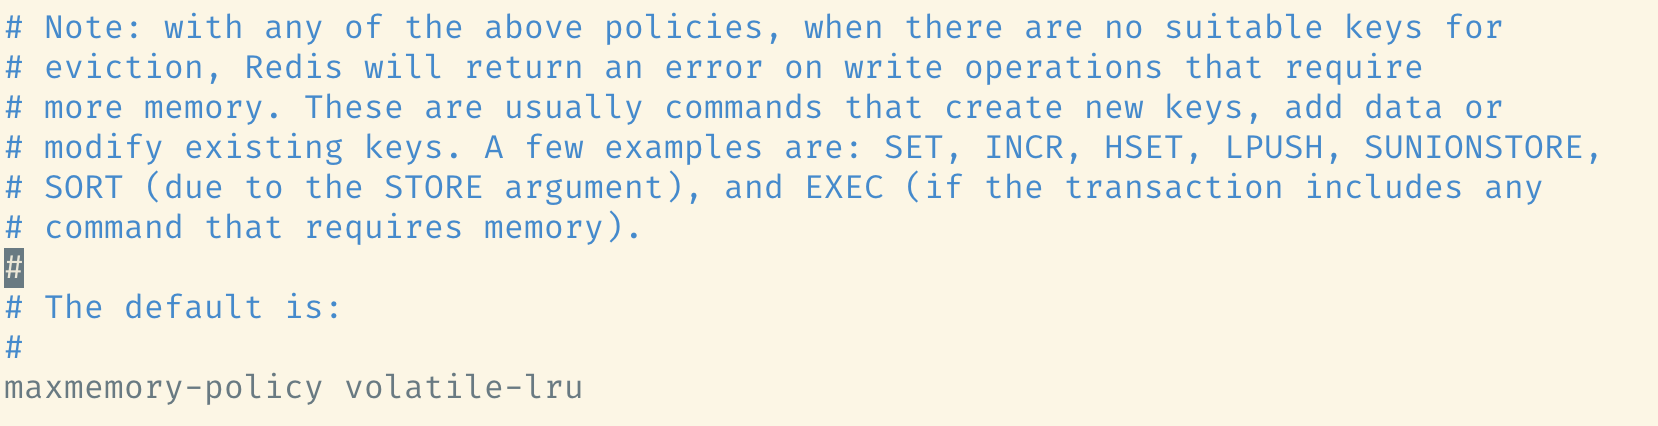 # Note: with any of the above policies, when there are no suitable keys for
# eviction, Redis will return an error on write operations that require
# more memory. These are usually commands that create new keys, add data or
# modify existing keys. A few examples are: SET, INCR, HSET, LPUSH, SUNIONSTORE,
# SORT (due to the STORE argument), and EXEC (if the transaction includes any
# command that requires memory).
#
# The default is:
#
maxmemory-policy volatile-lru